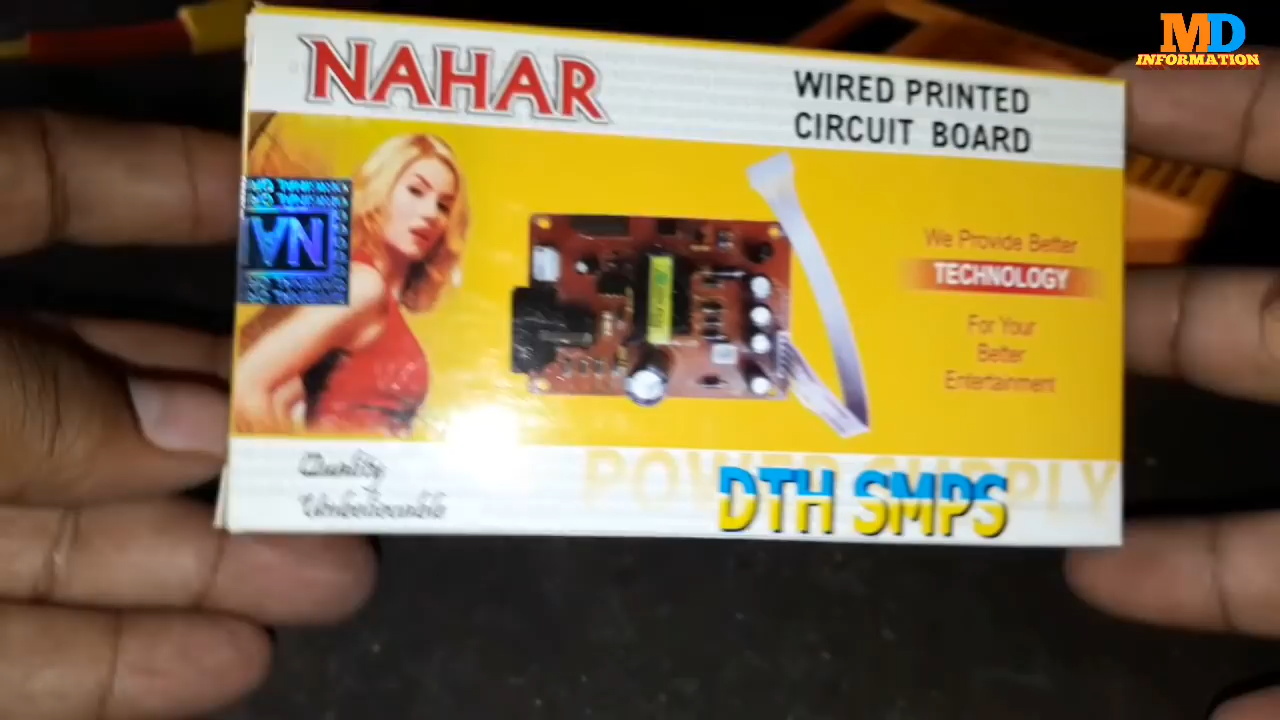 MD
INFORMATION
NAHAR
WIRED PRINTED
CIRCUIT BOARD
We Provide Better
TECHNOLOGY
For Your
Better
Entertainment
Quality
Unbelievable
POWER SUPPLY
DTH SMPS